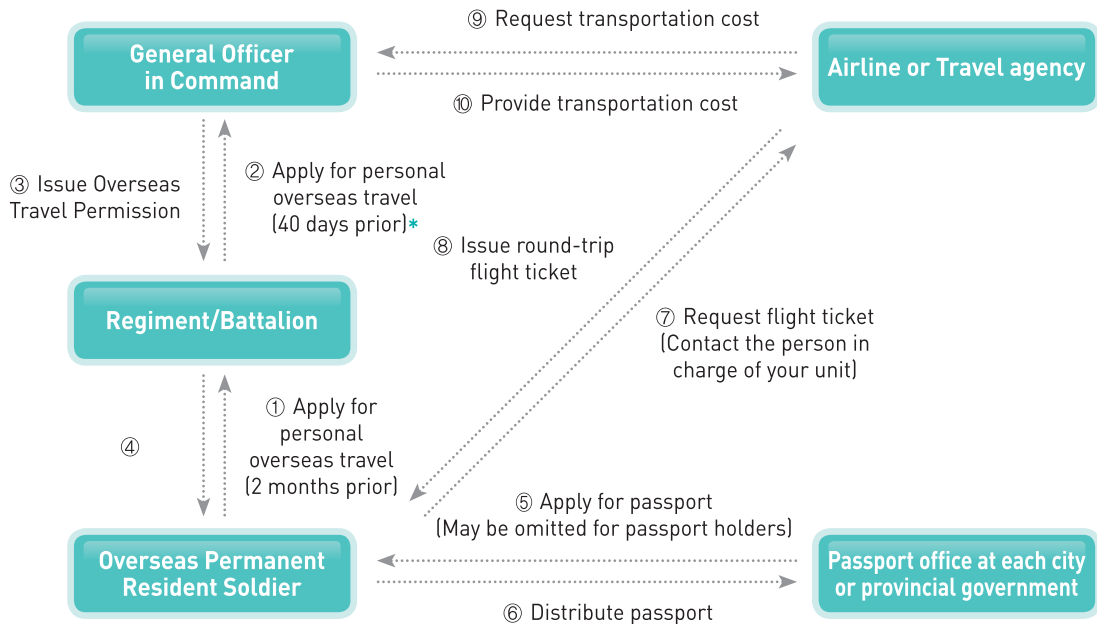 ⑨ Request transportation cost
General Officer
in Command
Airline or Travel agency
⑩ Provide transportation cost
③ Issue Overseas
Travel Permission
② Apply for personal
overseas travel
(40 days prior)*
⑧ Issue round-trip
flight ticket
Regiment/Battalion
⑦ Request flight ticket
(Contact the person in
charge of your unit)
④
① Apply for
personal
overseas travel
(2 months prior)
⑤ Apply for passport
(May be omitted for passport holders)
Overseas Permanent
Resident Soldier
Passport office at each city
or provincial government
⑥ Distribute passport